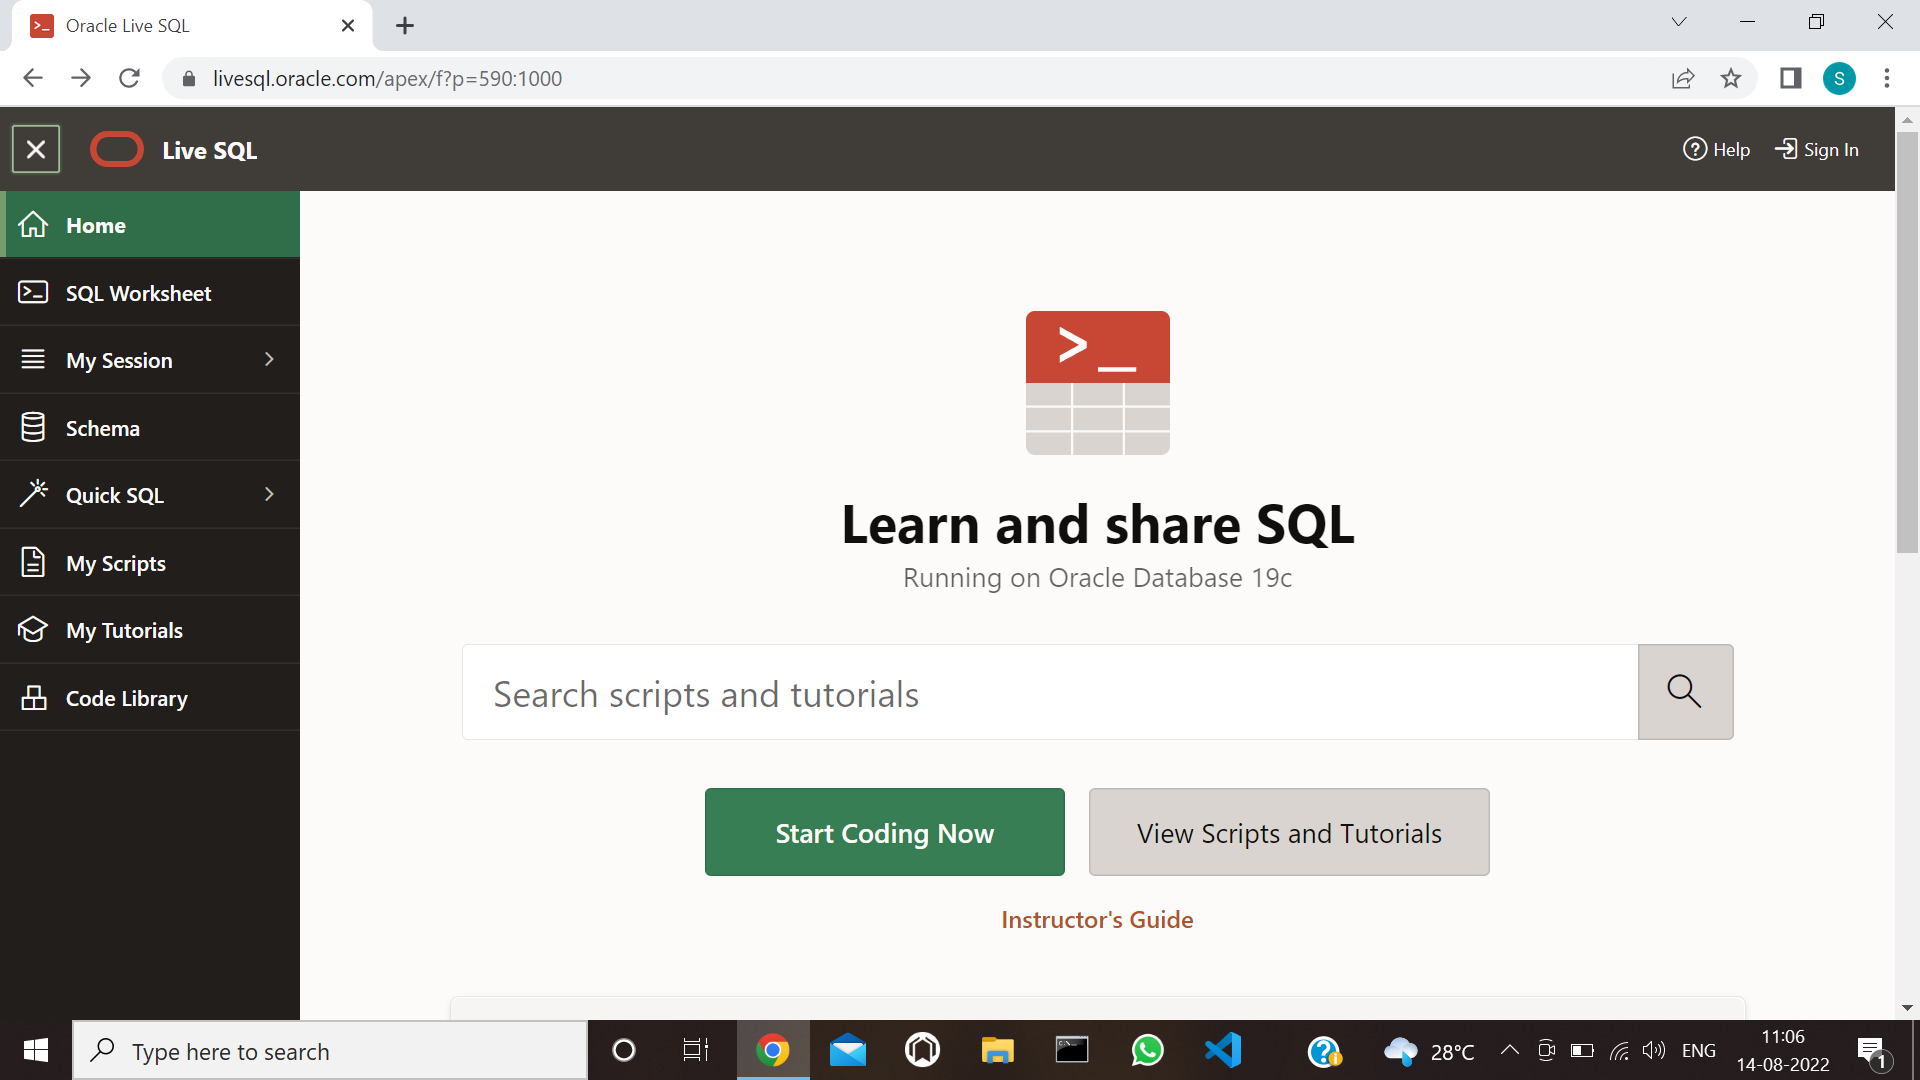 Oracle Live SQL
livesql.oracle.com/apex/f?p=590:1000
S
Live SQL
Help
Sign In
Home
SQL Worksheet
My Session
Schema
Quick SQL
My Scripts
My Tutorials
Code Library
>_
Learn and share SQL
Running on Oracle Database 19c
Search scripts and tutorials
Start Coding Now
View Scripts and Tutorials
Instructor's Guide
Type here to search
28°C
ENG
11:06
14-08-2022
1